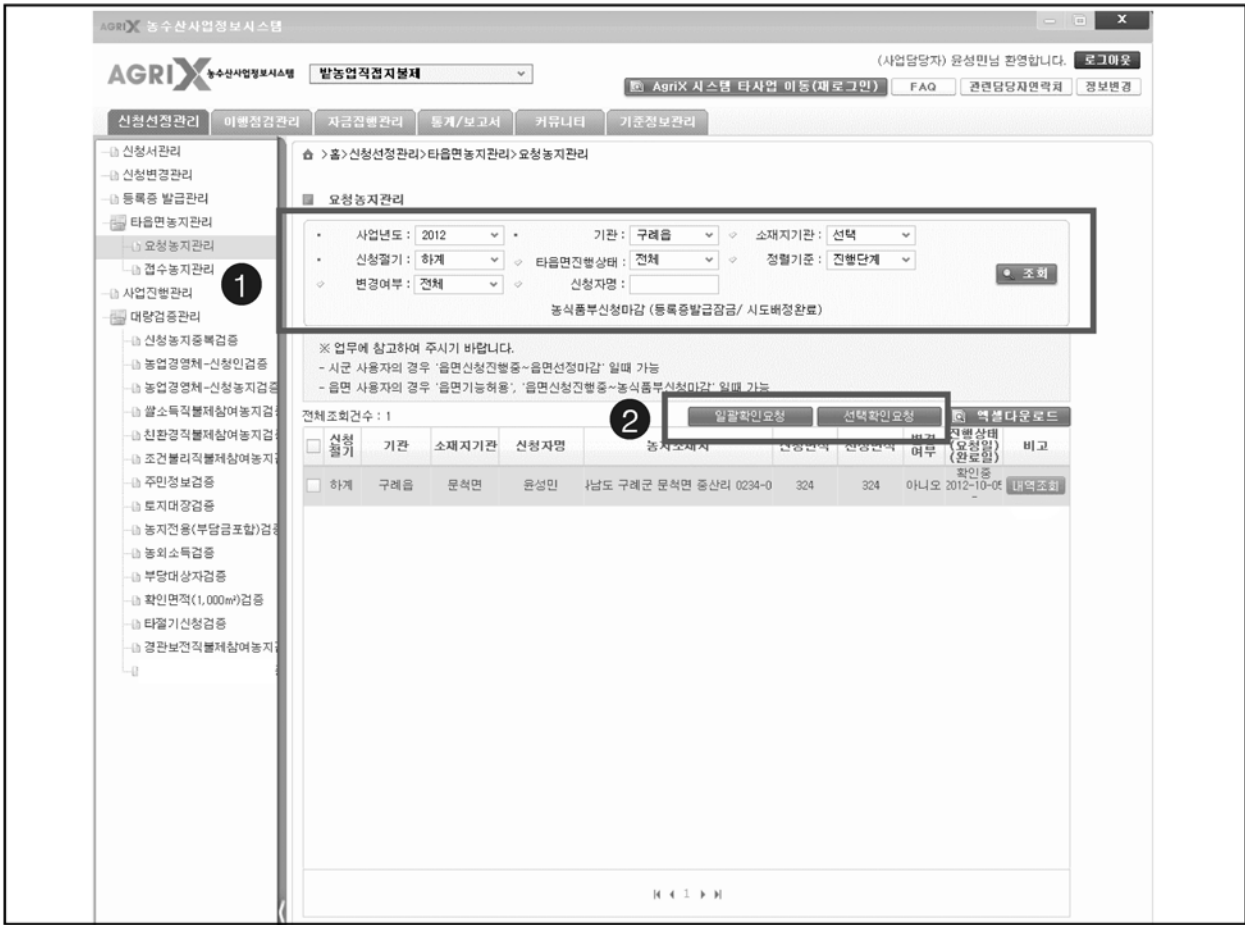 AGRIX 농수산사업정보시스템
X
AGRIX 농수산사업정보시스템
밭농업직접지불제
(사업담당자) 윤성민님 환영합니다. 로그아웃
AgriX 시스템 타사업 이동(재로그인) FAQ 관련담당자연락처 정보변경
신청선정관리 이행점검관리 자금집행관리 통계/보고서 커뮤니티 기준정보관리
신청서관리
신청변경관리
등록증 발급관리
타읍면농지관리
요청농지관리
접수농지관리
사업진행관리
대량검증관리
신청농지중복검증
농업경영체-신청인검증
농업경영체-신청농지검증
쌀소득직불제참여농지검
친환경직불제참여농지검
조건불리직불제참여농지
주민정보검증
토지대장검증
농지전용(부담금포함)검
농외소득검증
부당대상자검증
확인면적(1,000㎡)검증
타절기신청검증
경관보전직불제참여농지
>홈>신청선정관리>타읍면농지관리>요청농지관리
요청농지관리
1
사업년도 : 2012 기관 : 구례읍 소재지기관 : 선택
신청절기 : 하계 타읍면진행상태 : 전체 정렬기준 : 진행단계
변경여부 : 전체 신청자명 :
조회
농식품부신청마감 (등록증발급잠금/ 시도배정완료)
※ 업무에 참고하여 주시기 바랍니다.
- 시군 사용자의 경우 '읍면신청진행중~읍면선정마감' 일때 가능
- 읍면 사용자의 경우 '읍면기능허용', '읍면신청진행중~농식품부신청마감' 일때 가능
전체조회건수 : 1
2
일괄확인요청 선택확인요청 엑셀다운로드
신청절기 기관 소재지기관 신청자명 농지소재지 신청면적 신청면적 변경여부 진행상태 (요청일) (완료일) 비고
하계 구례읍 문척면 윤성민 남도 구례군 문척면 중산리 0234-0 324 324 아니오 확인중 2012-10-05 - 내역조회
1